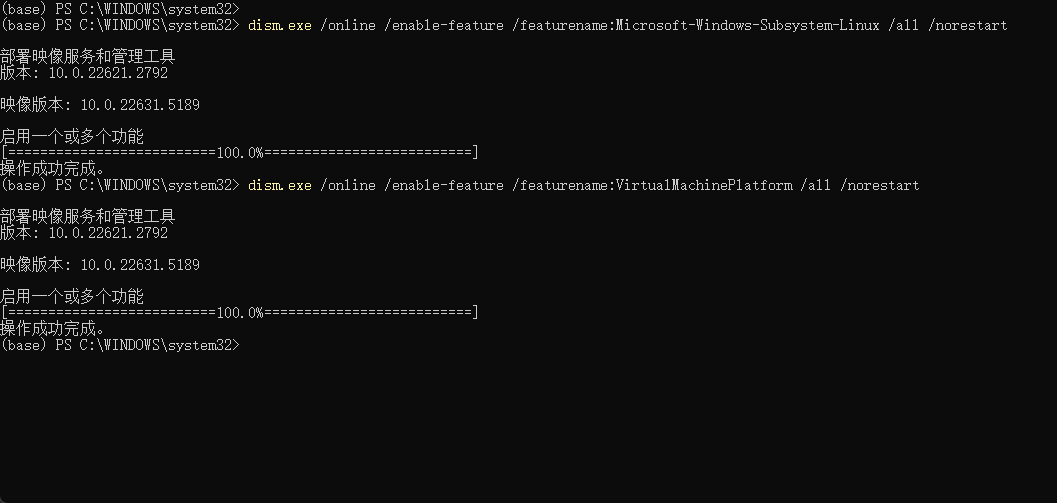 (base) PS C:\WINDOWS\system32>
(base) PS C:\WINDOWS\system32> dism.exe /online /enable-feature /featurename:Microsoft-Windows-Subsystem-Linux /all /norestart
部署映像服务和管理工具
版本: 10.0.22621.2792
映像版本: 10.0.22631.5189
启用一个或多个功能
[==========================100.0%==========================]
操作成功完成。
(base) PS C:\WINDOWS\system32> dism.exe /online /enable-feature /featurename:VirtualMachinePlatform /all /norestart
部署映像服务和管理工具
版本: 10.0.22621.2792
映像版本: 10.0.22631.5189
启用一个或多个功能
[==========================100.0%==========================]
操作成功完成。
(base) PS C:\WINDOWS\system32>